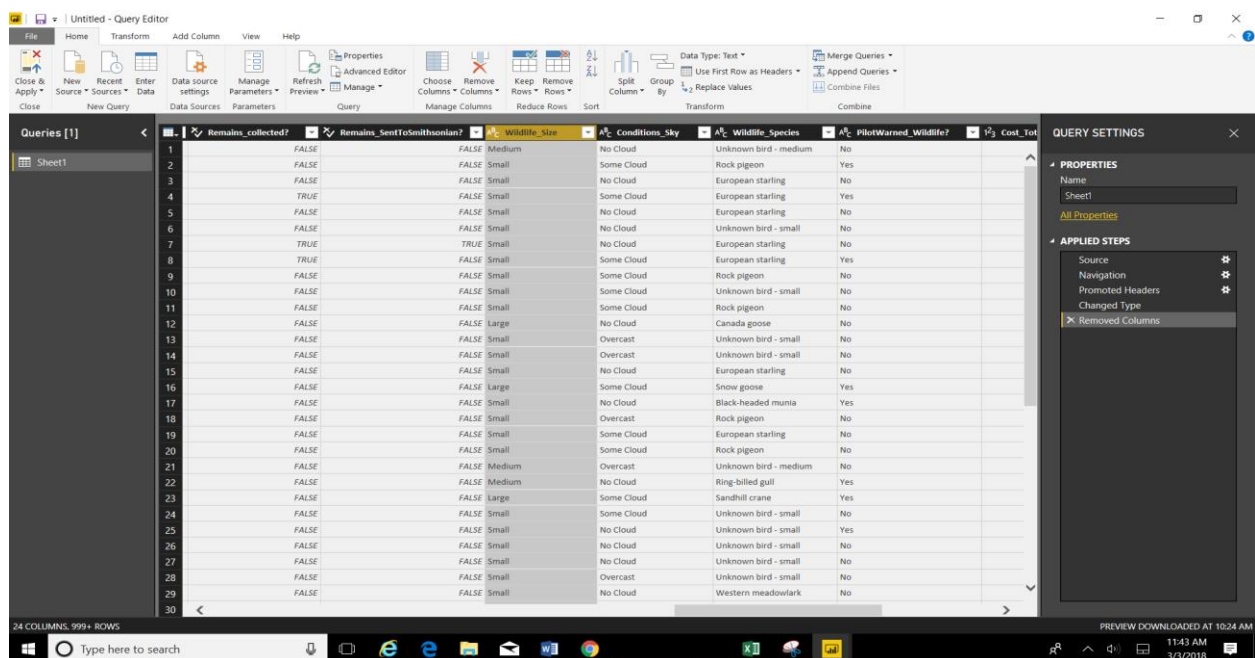 Untitled - Query Editor
File Home Transform Add Column View Help
Close & Apply
New Source
Recent Sources
Enter Data
Data source settings
Manage Parameters
Refresh Preview
Properties
Advanced Editor
Manage
Choose Columns
Remove Columns
Keep Rows
Remove Rows
Split Column
Group By
Data Type: Text
Use First Row as Headers
Replace Values
Merge Queries
Append Queries
Combine Files
Close New Query Data Sources Parameters Query Manage Columns Reduce Rows Sort Transform Combine
Queries [1]
Sheet1
Remains_collected? Remains_SentToSmithsonian? Wildlife_Size Conditions_Sky Wildlife_Species PilotWarned_Wildlife? Cost_Tot
1 FALSE FALSE Medium No Cloud Unknown bird - medium No
2 FALSE FALSE Small Some Cloud Rock pigeon Yes
3 FALSE FALSE Small No Cloud European starling No
4 TRUE FALSE Small Some Cloud European starling Yes
5 FALSE FALSE Small No Cloud European starling No
6 FALSE FALSE Small No Cloud Unknown bird - small No
7 TRUE TRUE Small No Cloud European starling No
8 TRUE FALSE Small Some Cloud European starling Yes
9 FALSE FALSE Small Some Cloud Rock pigeon No
10 FALSE FALSE Small Some Cloud Unknown bird - small No
11 FALSE FALSE Small Some Cloud Rock pigeon No
12 FALSE FALSE Large No Cloud Canada goose No
13 FALSE FALSE Small Overcast Unknown bird - small No
14 FALSE FALSE Small Overcast Unknown bird - small No
15 FALSE FALSE Small No Cloud European starling No
16 FALSE FALSE Large Some Cloud Snow goose Yes
17 FALSE FALSE Small No Cloud Black-headed munia Yes
18 FALSE FALSE Small Overcast Rock pigeon No
19 FALSE FALSE Small Some Cloud European starling No
20 FALSE FALSE Small Some Cloud Rock pigeon No
21 FALSE FALSE Medium Overcast Unknown bird - medium No
22 FALSE FALSE Medium No Cloud Ring-billed gull Yes
23 FALSE FALSE Large Some Cloud Sandhill crane Yes
24 FALSE FALSE Small Some Cloud Unknown bird - small No
25 FALSE FALSE Small No Cloud Unknown bird - small Yes
26 FALSE FALSE Small No Cloud Unknown bird - small No
27 FALSE FALSE Small No Cloud Unknown bird - small No
28 FALSE FALSE Small Overcast Unknown bird - small No
29 FALSE FALSE Small No Cloud Western meadowlark No
30
QUERY SETTINGS
PROPERTIES
Name
Sheet1
All Properties
APPLIED STEPS
Source
Navigation
Promoted Headers
Changed Type
Removed Columns
24 COLUMNS, 999+ ROWS
PREVIEW DOWNLOADED AT 10:24 AM
Type here to search
11:43 AM
3/3/2018